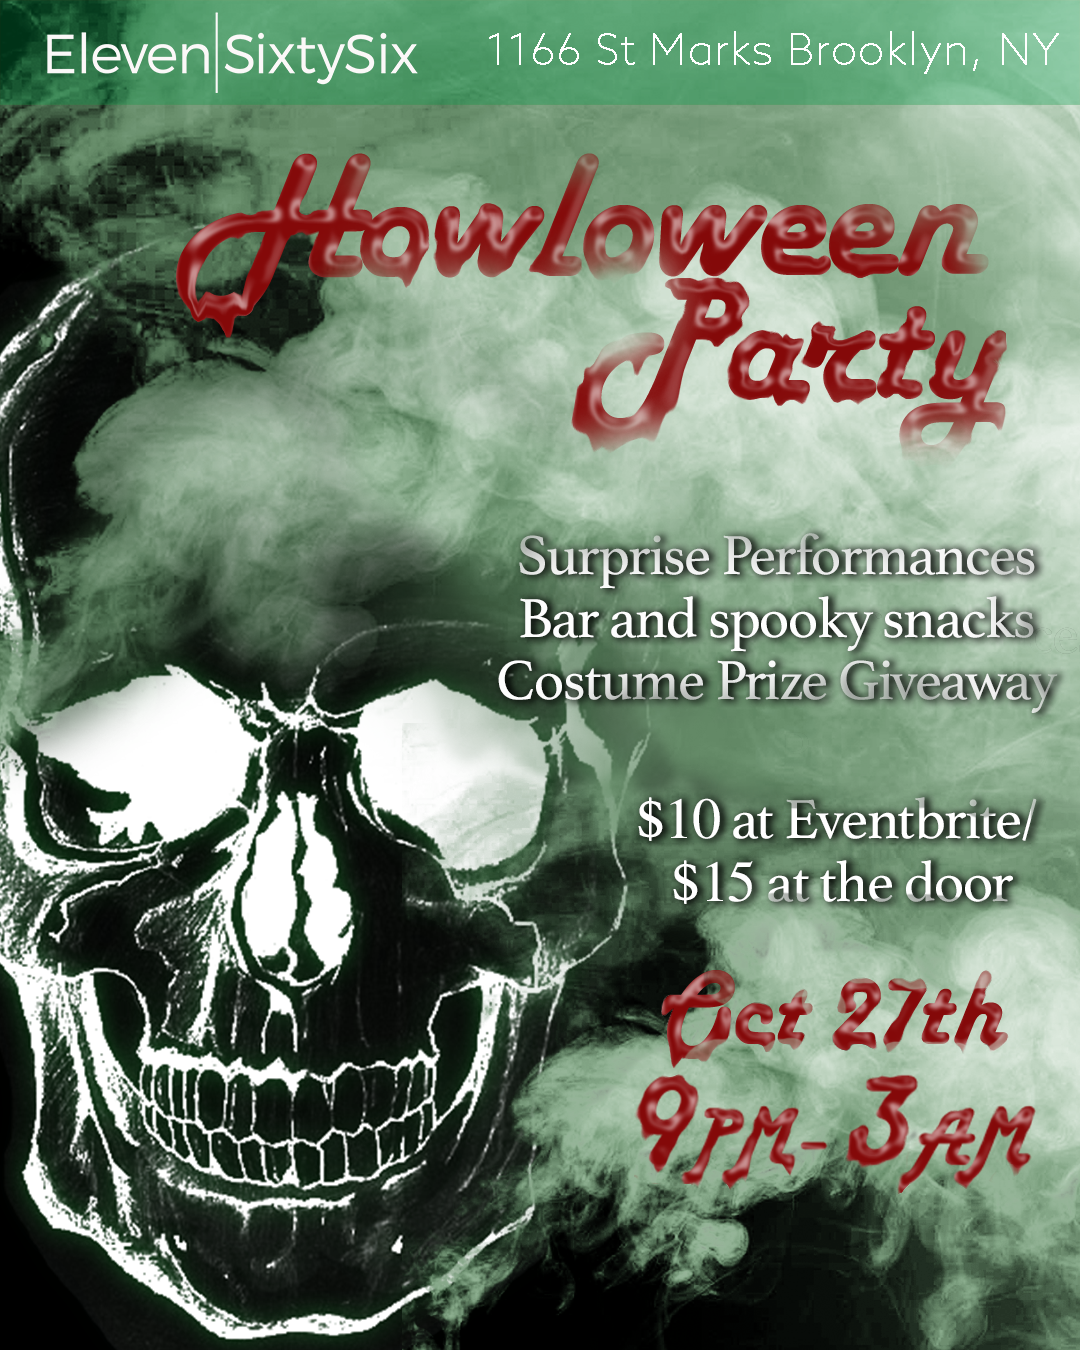 Eleven|SixtySix
1166 St Marks Brooklyn, NY
Howloween
Party
Surprise Performances
Bar and spooky snacks
Costume Prize Giveaway
$10 at Eventbrite/
$15 at the door
Oct 27th
9PM- 3AM